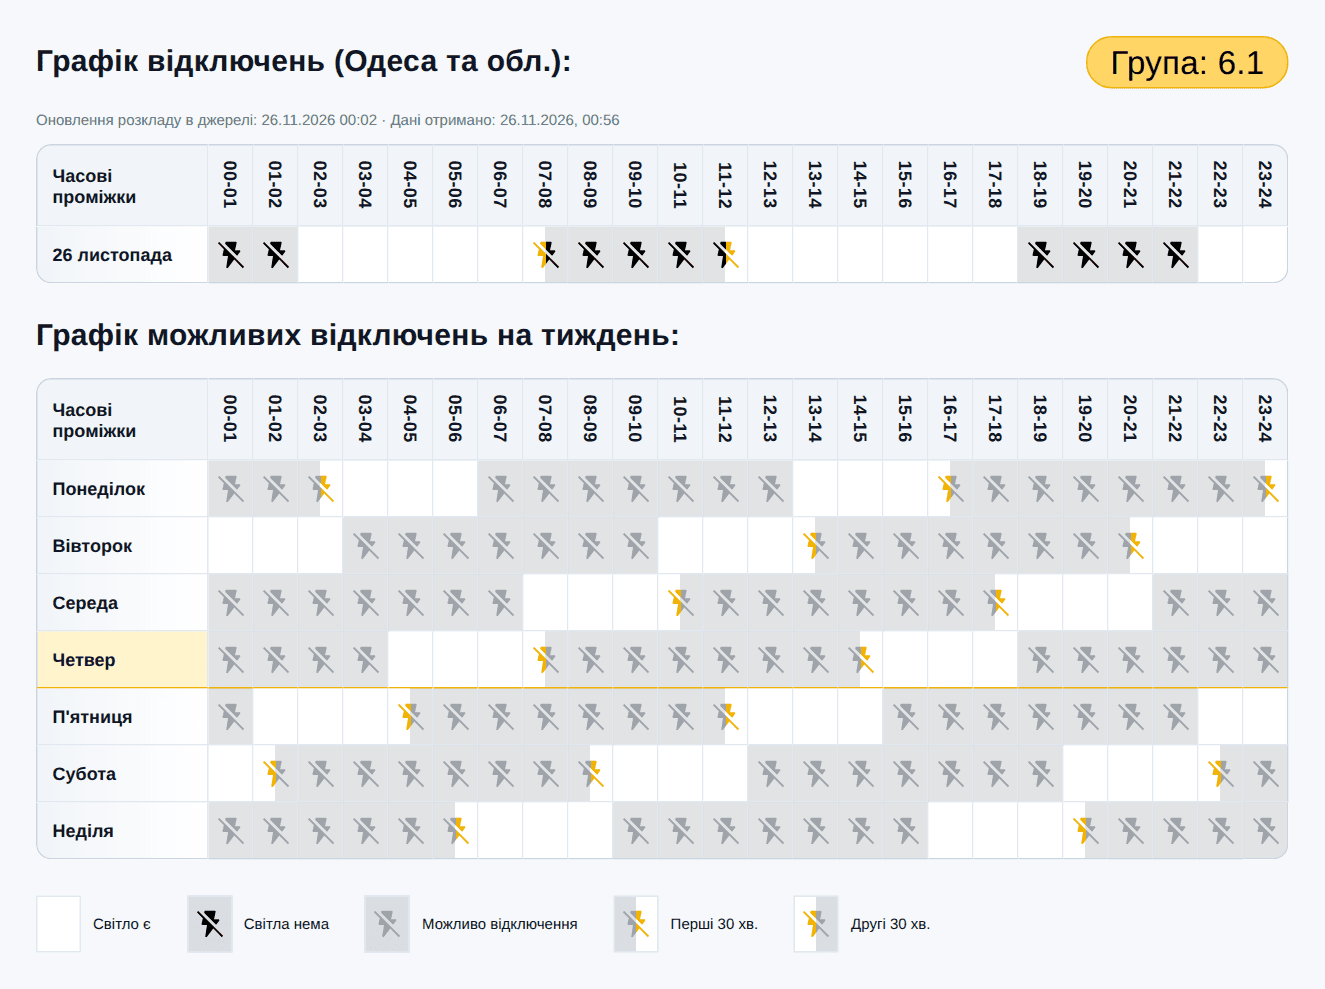 Графік відключень (Одеса та обл.):
Група: 6.1
Оновлення розкладу в джерелі: 26.11.2026 00:02 · Дані отримано: 26.11.2026, 00:56
Часові
проміжки
00-01 01-02 02-03 03-04 04-05 05-06 06-07 07-08 08-09 09-10 10-11 11-12 12-13 13-14 14-15 15-16 16-17 17-18 18-19 19-20 20-21 21-22 22-23 23-24
26 листопада
Графік можливих відключень на тиждень:
Часові
проміжки
00-01 01-02 02-03 03-04 04-05 05-06 06-07 07-08 08-09 09-10 10-11 11-12 12-13 13-14 14-15 15-16 16-17 17-18 18-19 19-20 20-21 21-22 22-23 23-24
Понеділок
Вівторок
Середа
Четвер
П'ятниця
Субота
Неділя
Світло є
Світла нема
Можливо відключення
Перші 30 хв.
Другі 30 хв.